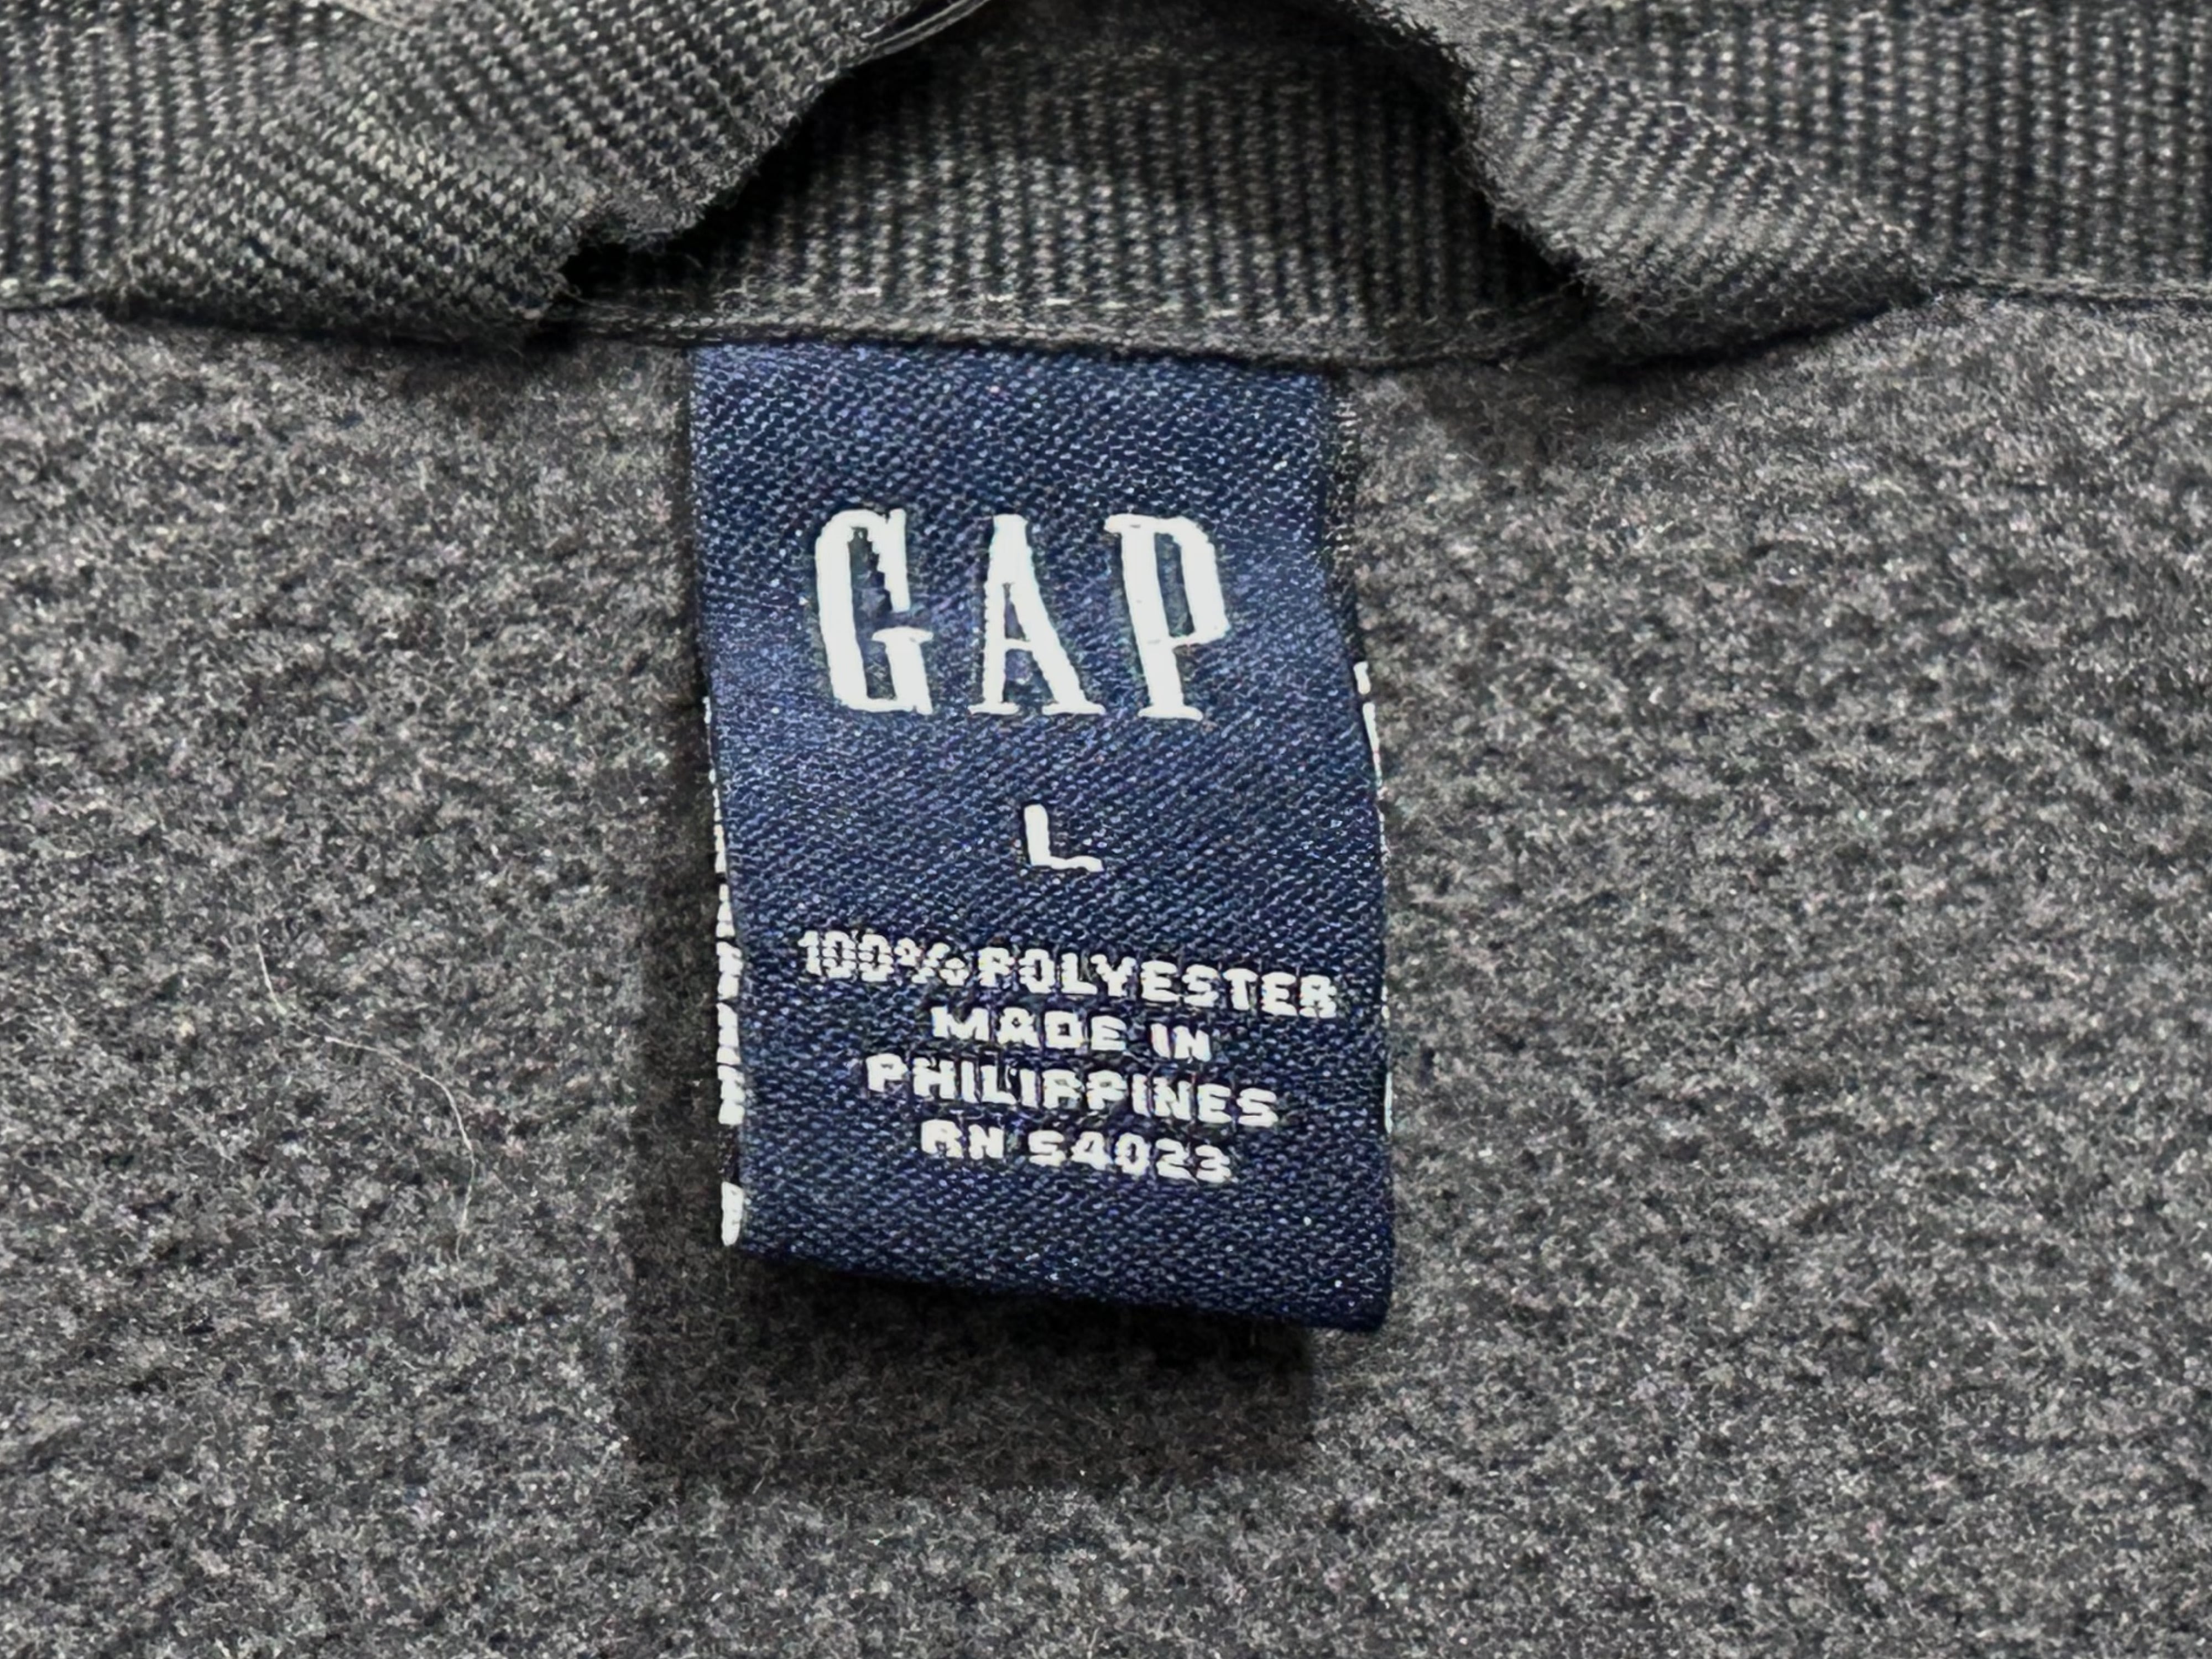 GAP
L
100% POLYESTER
MADE IN
PHILIPPINES
RN 54023